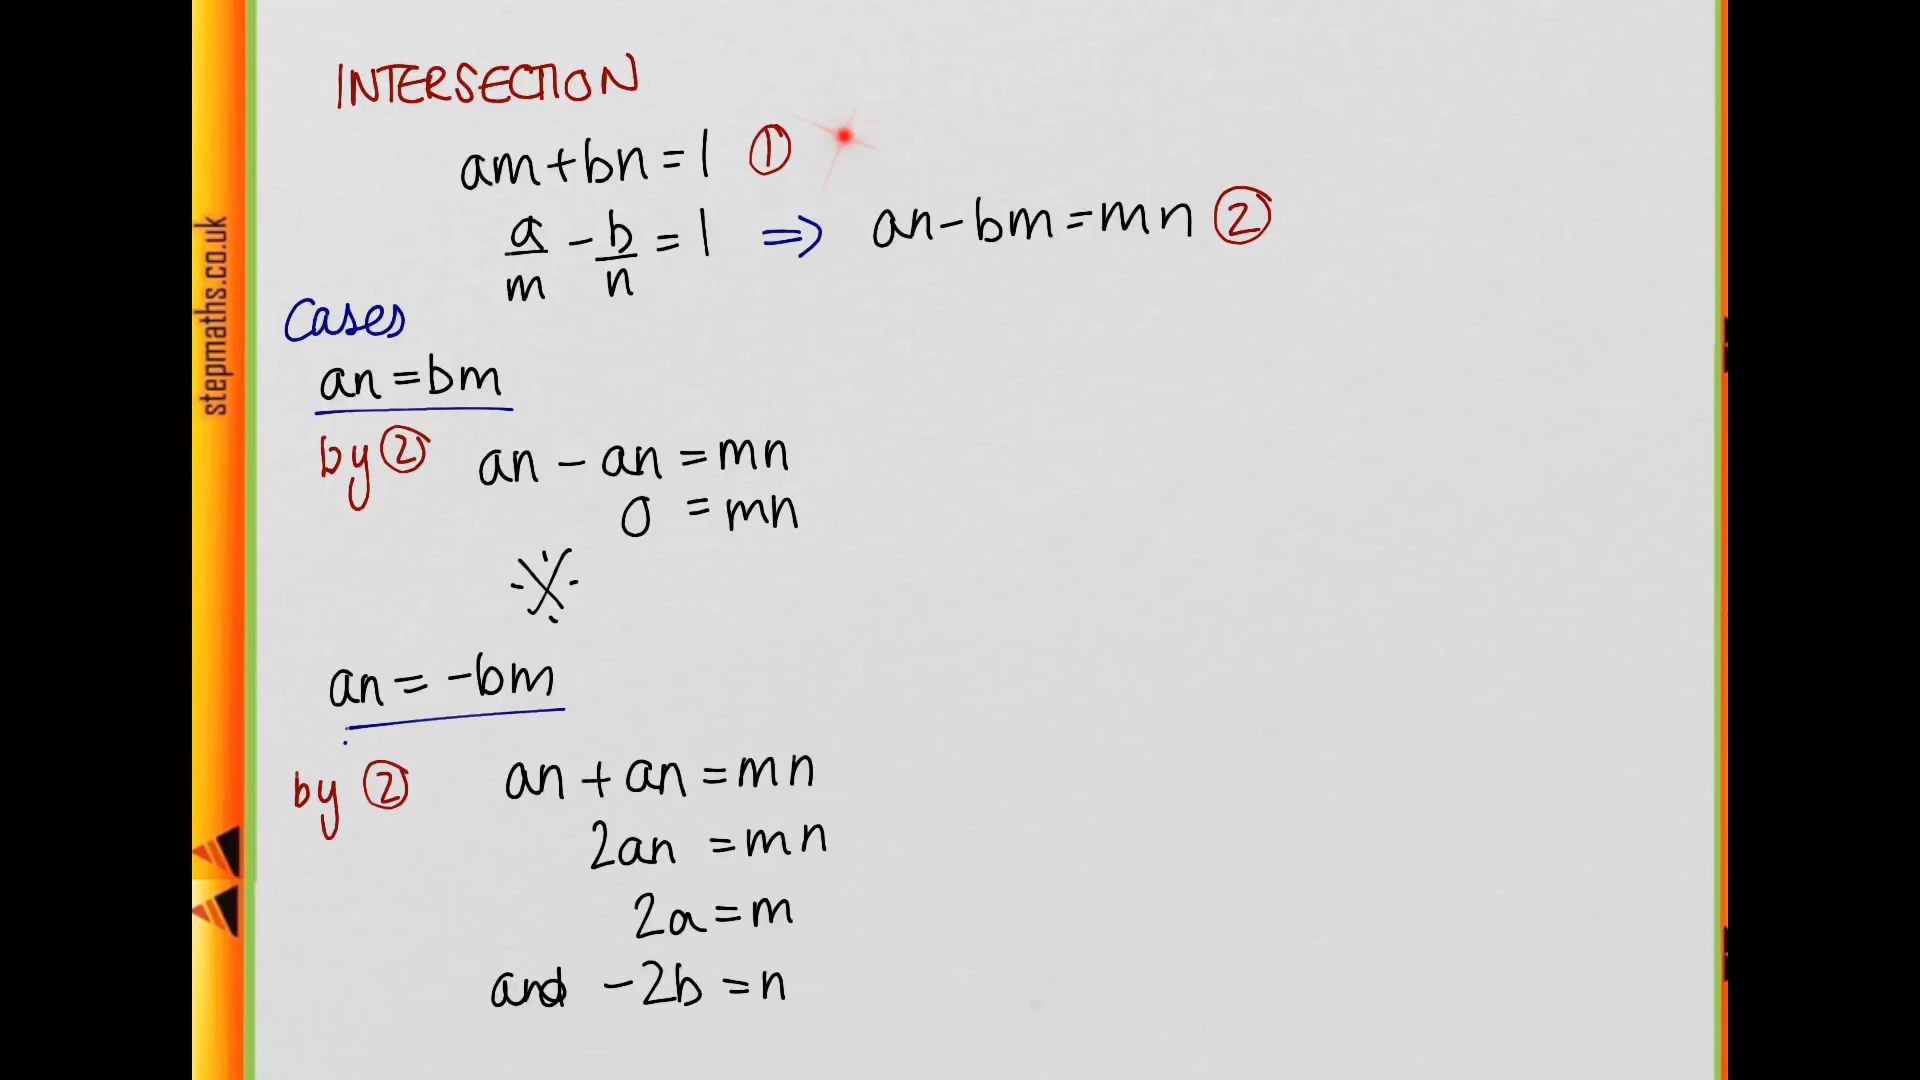 INTERSECTION
am+bn=1 ①
a/m - b/n = 1 ⇒ an-bm=mn ②
Cases
an=bm
by ② an - an = mn
0 = mn
an = -bm
by ② an + an = mn
2an = mn
2a = m
and -2b = n
stepmaths.co.uk